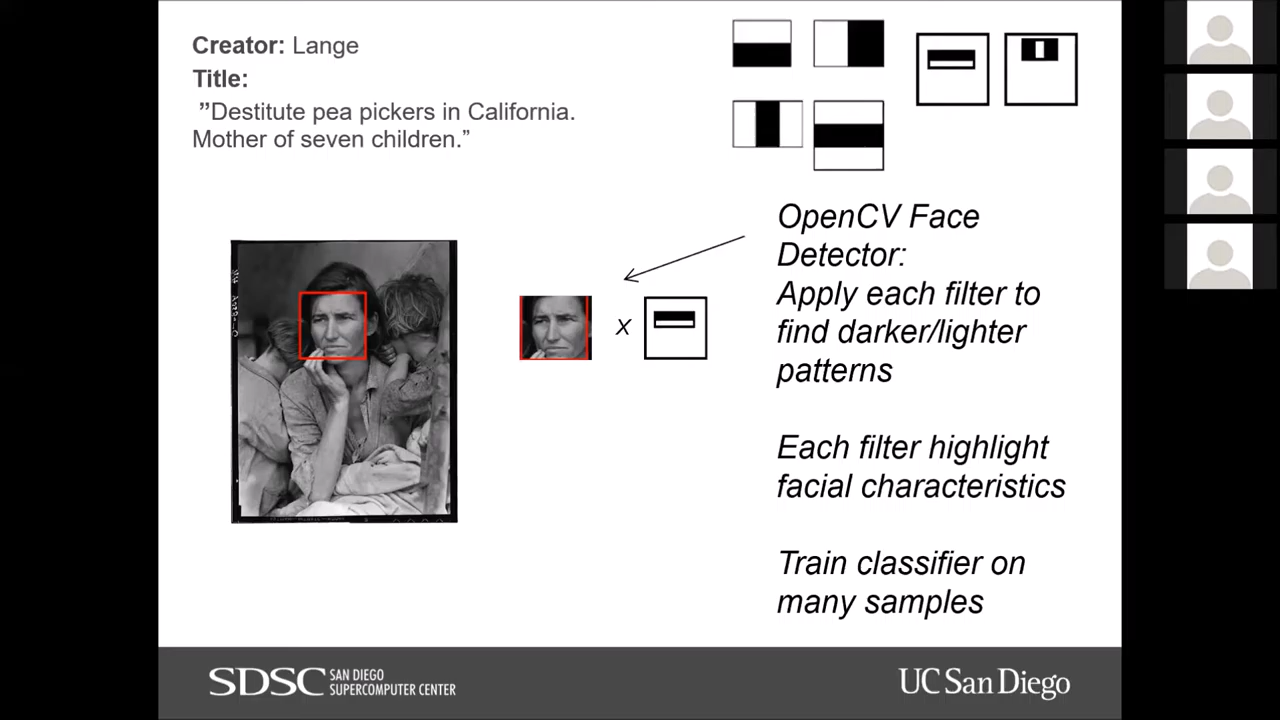 Creator: Lange
Title:
”Destitute pea pickers in California.
Mother of seven children.”
OpenCV Face
Detector:
Apply each filter to
find darker/lighter
patterns
x
Each filter highlight
facial characteristics
Train classifier on
many samples
SDSC SAN DIEGO
SUPERCOMPUTER CENTER
UC San Diego